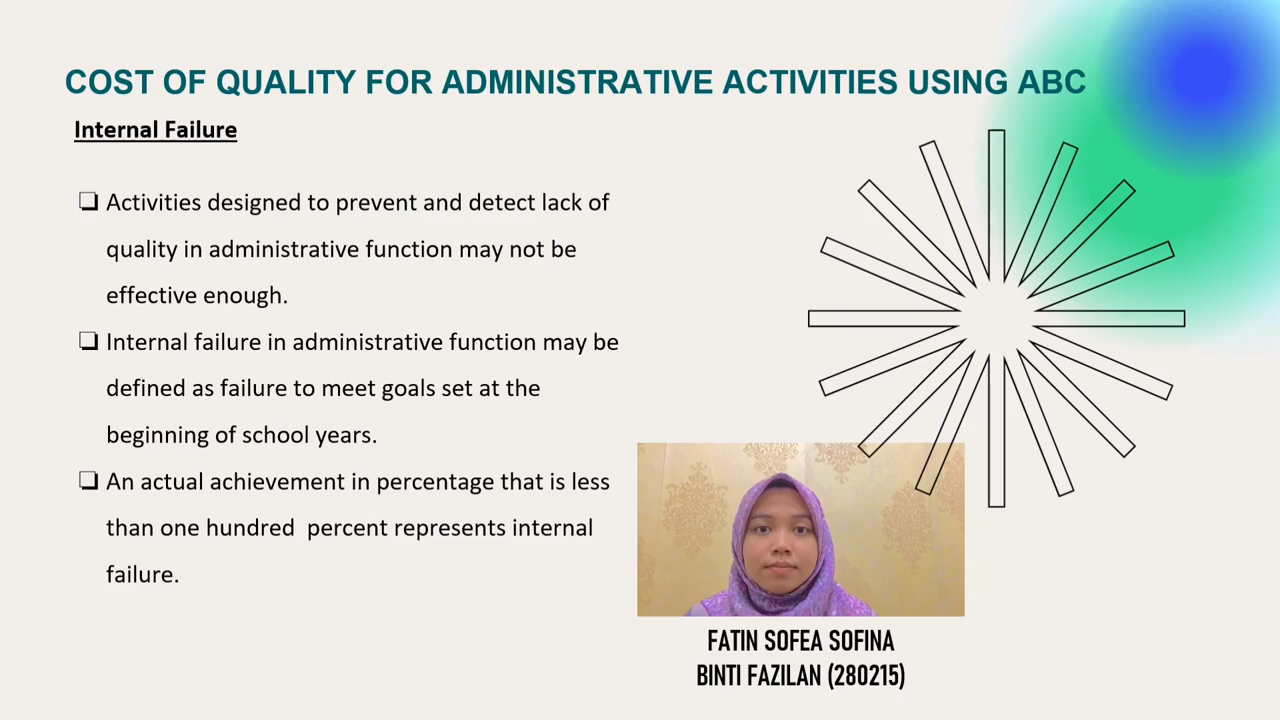 COST OF QUALITY FOR ADMINISTRATIVE ACTIVITIES USING ABC
Internal Failure
❏ Activities designed to prevent and detect lack of
quality in administrative function may not be
effective enough.
❏ Internal failure in administrative function may be
defined as failure to meet goals set at the
beginning of school years.
❏ An actual achievement in percentage that is less
than one hundred  percent represents internal
failure.
FATIN SOFEA SOFINA
BINTI FAZILAN (280215)